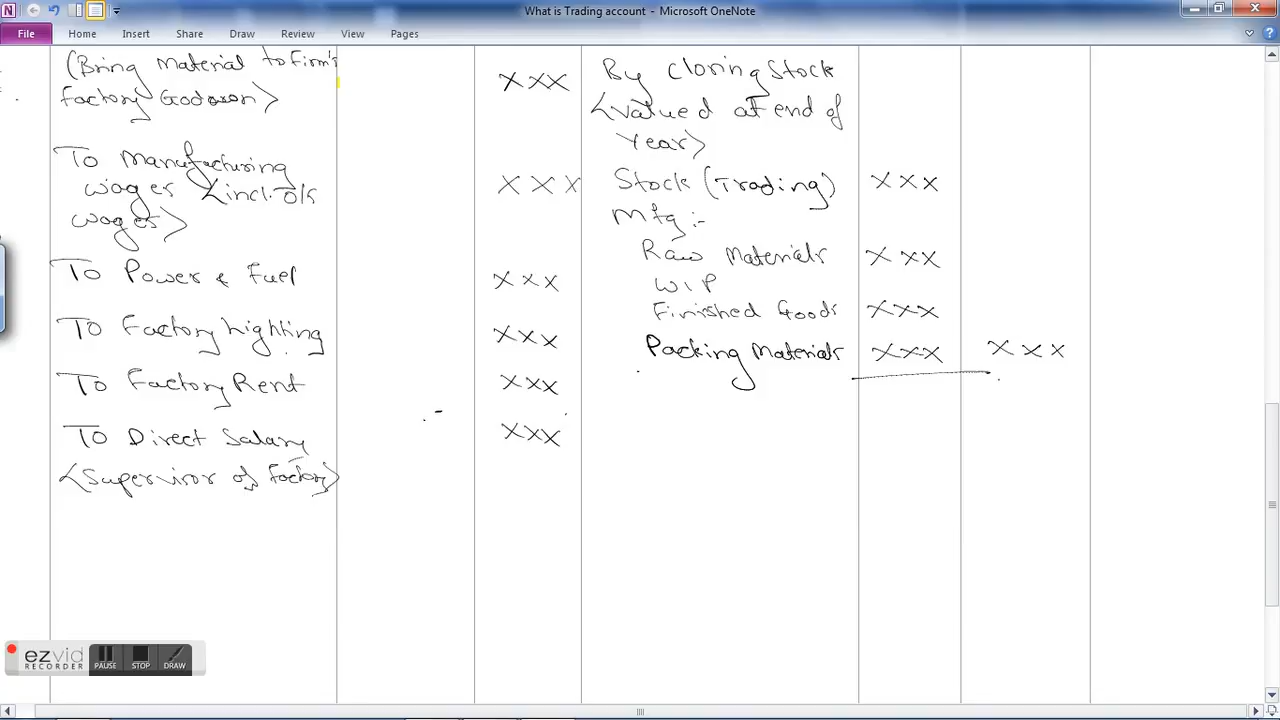 What is Trading account - Microsoft OneNote
File Home Insert Share Draw Review View Pages
(Bring Material to Firm's
Factory Godown) XXX
To Manufacturing
wages <incl. O/s
wages> XXX
To Power & Fuel XXX
To Factory Lighting XXX
To Factory Rent XXX
To Direct Salary XXX
<Supervisor of Factory>
By Closing Stock
<Valued at end of
Year>
Stock (Trading) XXX
Mfg :-
Raw Materials XXX
WIP
Finished Goods XXX
Packing Materials XXX XXX
ezvid
RECORDER
PAUSE STOP DRAW